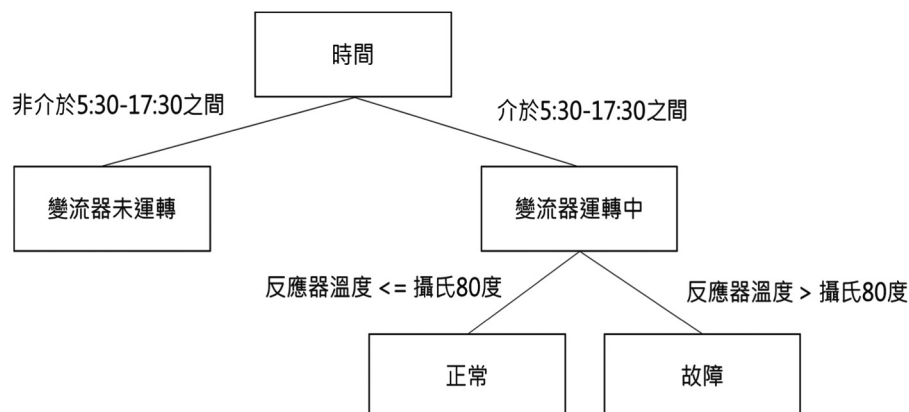 時間
非介於5:30-17:30之間
介於5:30-17:30之間
變流器未運轉
變流器運轉中
反應器溫度 <= 攝氏80度
反應器溫度 > 攝氏80度
正常
故障